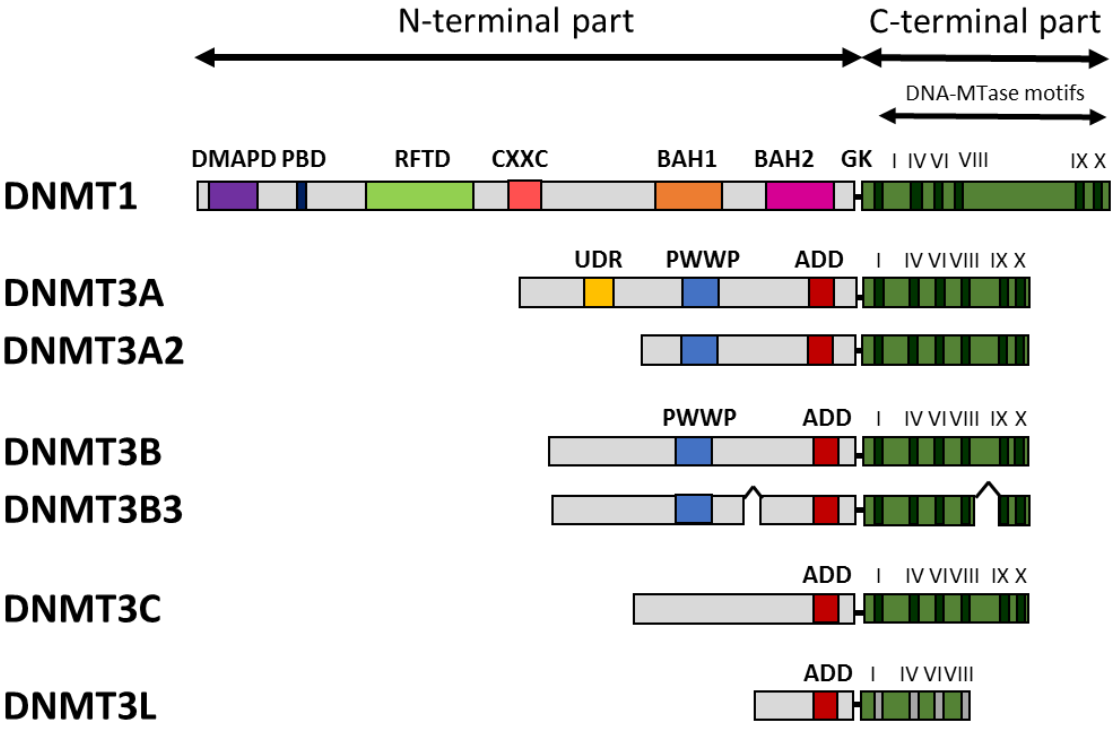 N-terminal part C-terminal part
DNA-MTase motifs
DMAPD PBD RFTD CXXC BAH1 BAH2 GK I IV VI VIII IX X
DNMT1
UDR PWWP ADD I IV VI VIII IX X
DNMT3A
DNMT3A2
PWWP ADD I IV VI VIII IX X
DNMT3B
DNMT3B3
ADD I IV VI VIII IX X
DNMT3C
ADD I IV VI VIII
DNMT3L